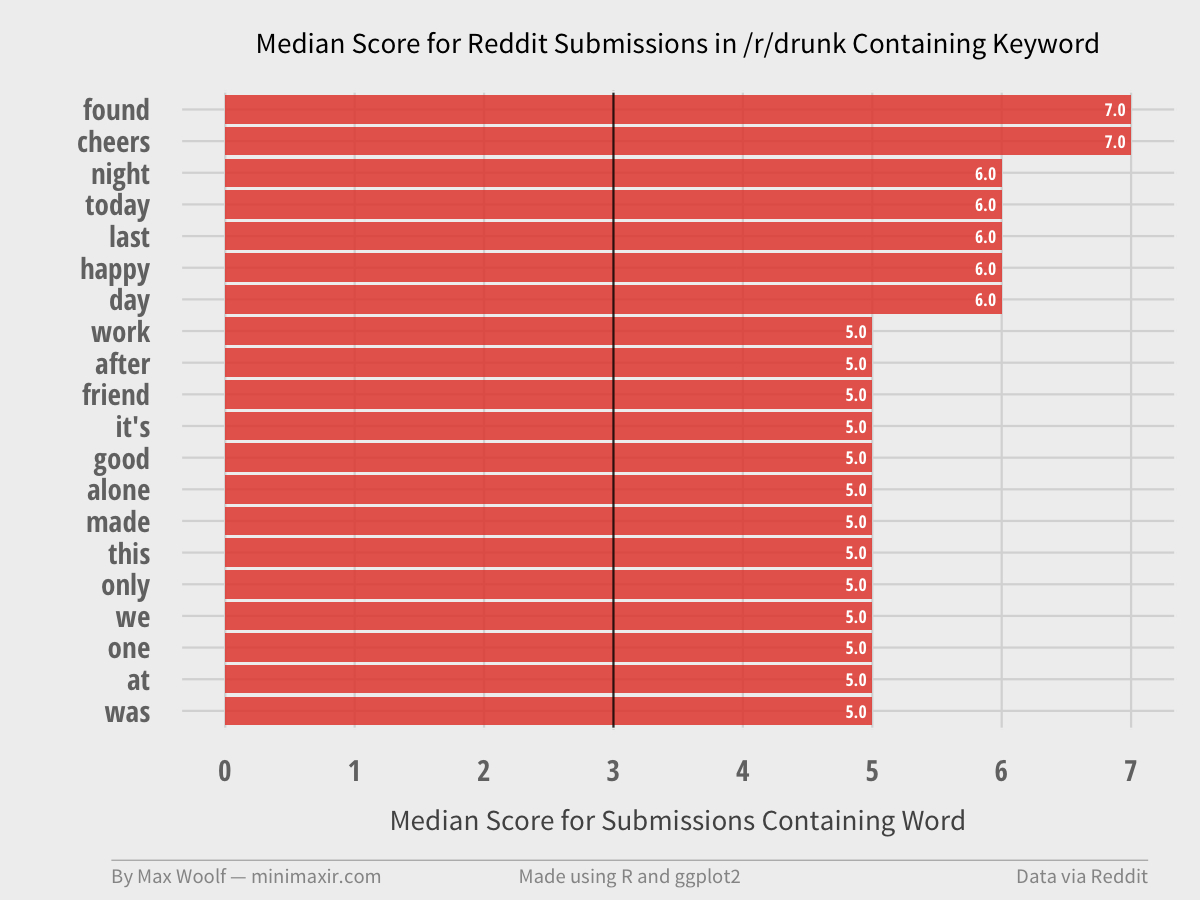 Median Score for Reddit Submissions in /r/drunk Containing Keyword
found 7.0
cheers 7.0
night 6.0
today 6.0
last 6.0
happy 6.0
day 6.0
work 5.0
after 5.0
friend 5.0
it's 5.0
good 5.0
alone 5.0
made 5.0
this 5.0
only 5.0
we 5.0
one 5.0
at 5.0
was 5.0
0 1 2 3 4 5 6 7
Median Score for Submissions Containing Word
By Max Woolf — minimaxir.com Made using R and ggplot2 Data via Reddit